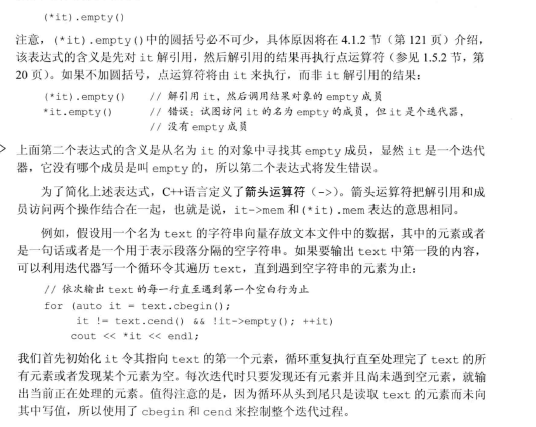 (*it).empty()
注意，(*it).empty()中的圆括号必不可少，具体原因将在 4.1.2 节（第 121 页）介绍，
该表达式的含义是先对 it 解引用，然后解引用的结果再执行点运算符（参见 1.5.2 节，第
20 页）。如果不加圆括号，点运算符将由 it 来执行，而非 it 解引用的结果：
(*it).empty() // 解引用 it，然后调用结果对象的 empty 成员
*it.empty() // 错误：试图访问 it 的名为 empty 的成员，但 it 是个迭代器，
// 没有 empty 成员
> 上面第二个表达式的含义是从名为 it 的对象中寻找其 empty 成员，显然 it 是一个迭代
器，它没有哪个成员是叫 empty 的，所以第二个表达式将发生错误。
为了简化上述表达式，C++语言定义了箭头运算符（->）。箭头运算符把解引用和成
员访问两个操作结合在一起，也就是说，it->mem 和(*it).mem 表达的意思相同。
例如，假设用一个名为 text 的字符串向量存放文本文件中的数据，其中的元素或者
是一句话或者是一个用于表示段落分隔的空字符串。如果要输出 text 中第一段的内容，
可以利用迭代器写一个循环令其遍历 text，直到遇到空字符串的元素为止：
// 依次输出 text 的每一行直至遇到第一个空白行为止
for (auto it = text.cbegin();
it != text.cend() && !it->empty(); ++it)
cout << *it << endl;
我们首先初始化 it 令其指向 text 的第一个元素，循环重复执行直至处理完了 text 的所
有元素或者发现某个元素为空。每次迭代时只要发现还有元素并且尚未遇到空元素，就输
出当前正在处理的元素。值得注意的是，因为循环从头到尾只是读取 text 的元素而未向
其中写值，所以使用了 cbegin 和 cend 来控制整个迭代过程。